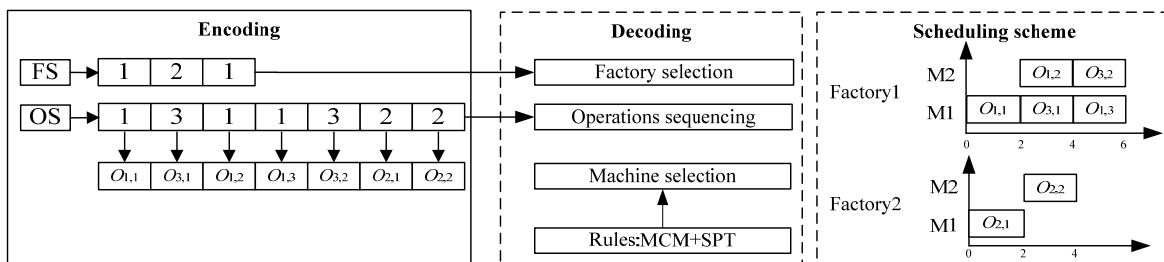 Encoding
FS 1 2 1
OS 1 3 1 1 3 2 2
O1,1 O3,1 O1,2 O1,3 O3,2 O2,1 O2,2
Decoding
Factory selection
Operations sequencing
Machine selection
Rules:MCM+SPT
Scheduling scheme
Factory1
M2 O1,2 O3,2
M1 O1,1 O3,1 O1,3
0 2 4 6
0
Factory2
M2 O2,2
M1 O2,1
0 2 4
0